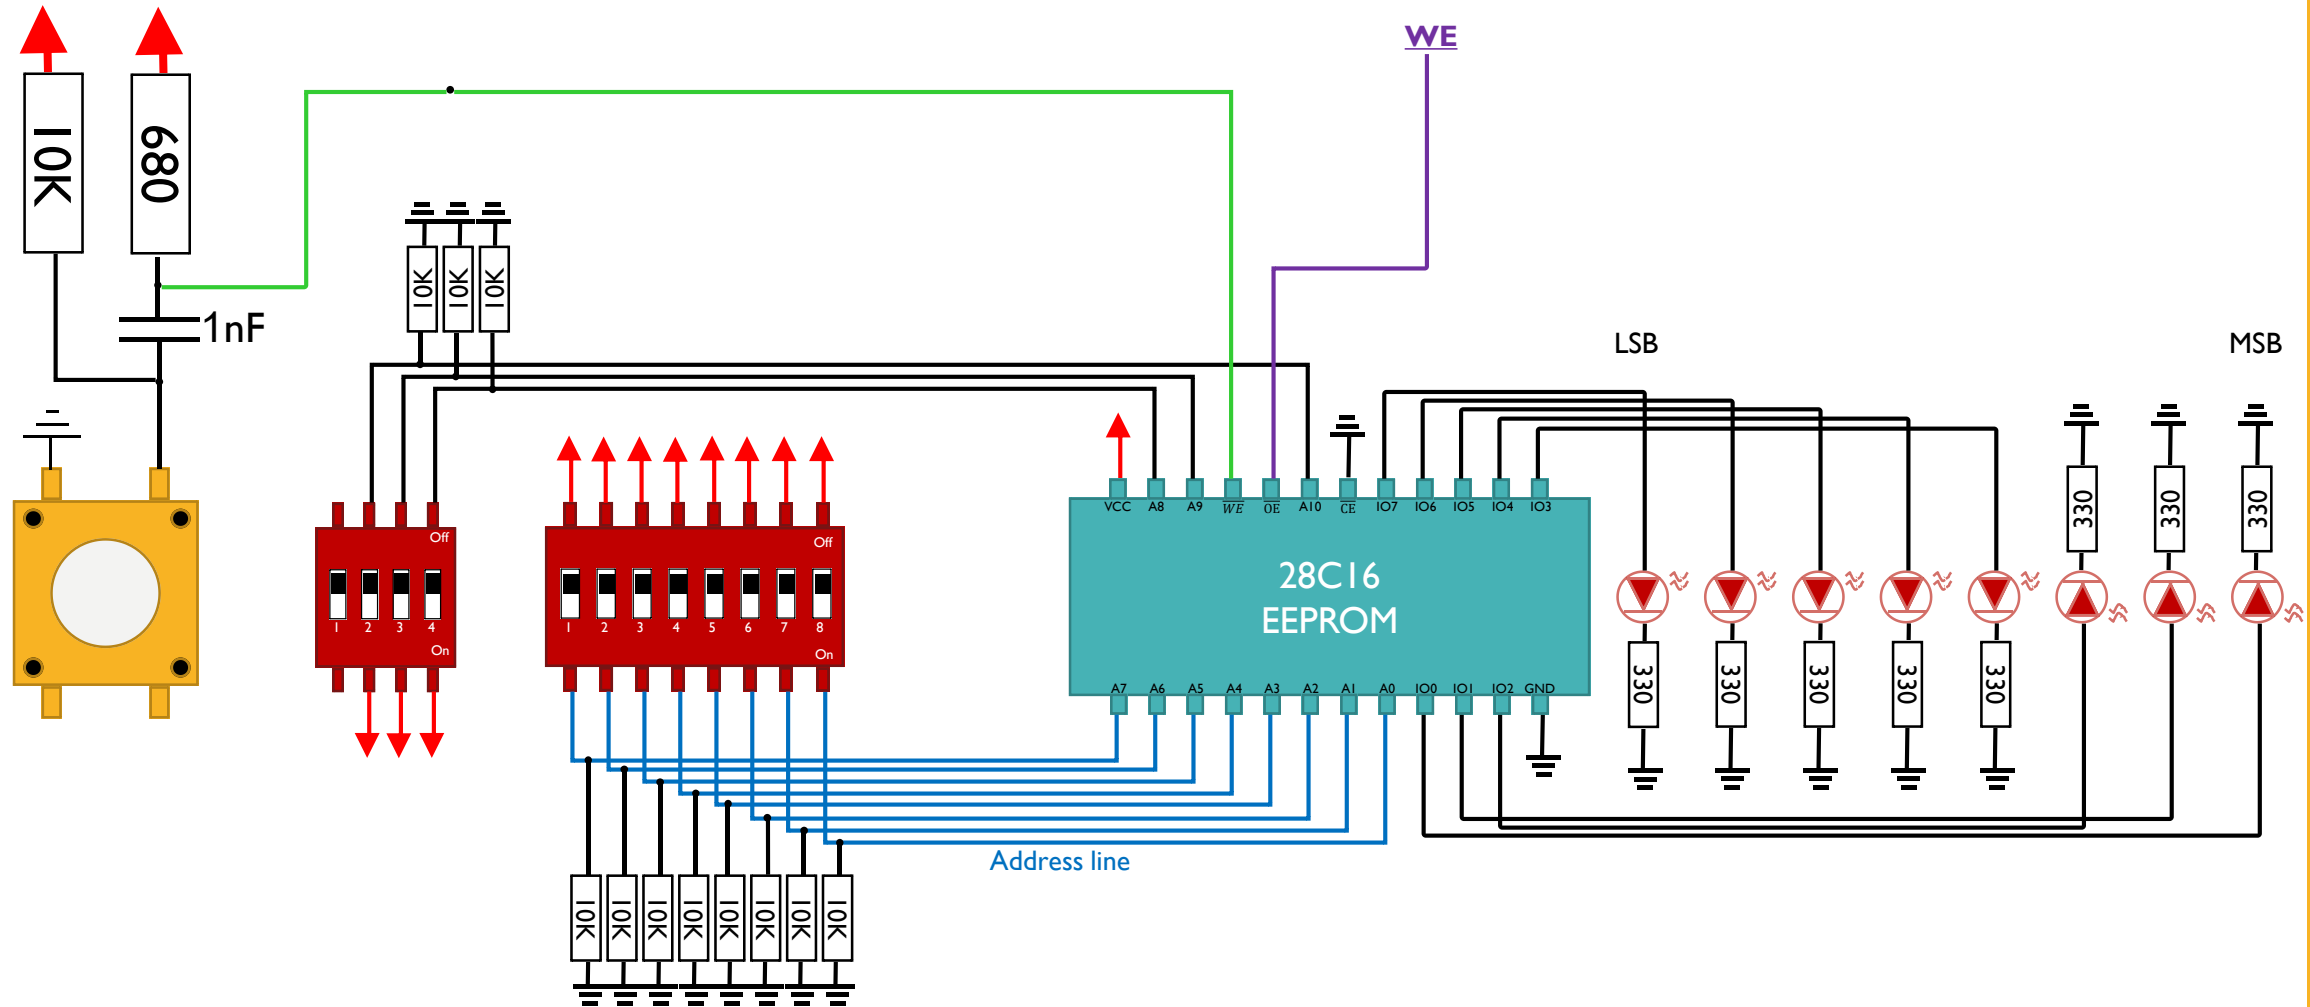 WE
10K
680
1nF
10K
10K
10K
LSB
MSB
Off
1 2 3 4
On
Off
1 2 3 4 5 6 7 8
On
VCC A8 A9 WE OE A10 CE IO7 IO6 IO5 IO4 IO3
28C16
EEPROM
A7 A6 A5 A4 A3 A2 A1 A0 IO0 IO1 IO2 GND
330
330
330
330
330
330
330
330
Address line
10K
10K
10K
10K
10K
10K
10K
10K